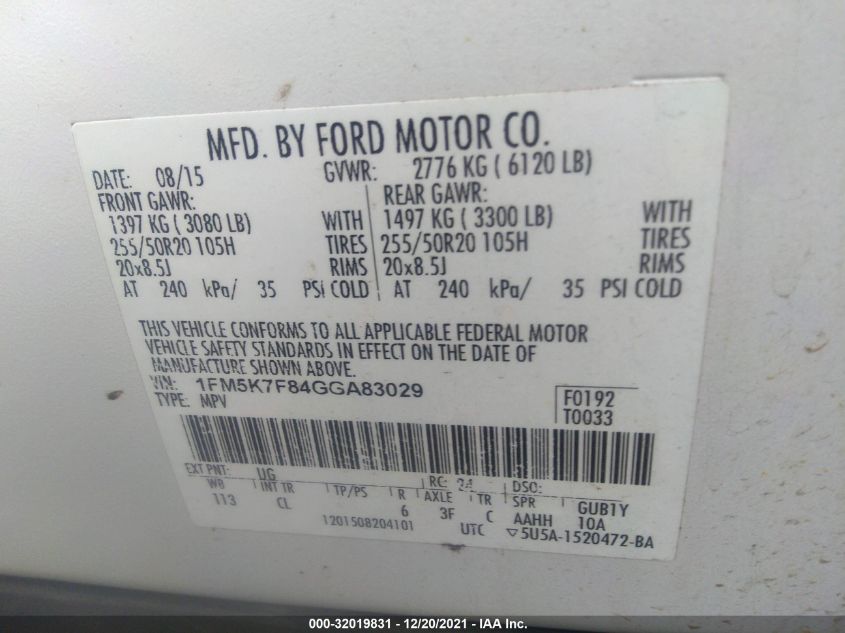 MFD. BY FORD MOTOR CO.
DATE: 08/15 GVWR: 2776 KG ( 6120 LB)
FRONT GAWR: REAR GAWR:
1397 KG ( 3080 LB) WITH 1497 KG ( 3300 LB) WITH
255/50R20 105H TIRES 255/50R20 105H TIRES
20x8.5J RIMS 20x8.5J RIMS
AT 240 kPa/ 35 PSI COLD AT 240 kPa/ 35 PSI COLD
THIS VEHICLE CONFORMS TO ALL APPLICABLE FEDERAL MOTOR
VEHICLE SAFETY STANDARDS IN EFFECT ON THE DATE OF
MANUFACTURE SHOWN ABOVE.
VIN: 1FM5K7F84GGA83029 F0192
TYPE: MPV T0033
EXT PNT: UG RC: 24 DSO:
WB INT TR TP/PS R AXLE TR SPR GUB1Y
113 CL 6 3F C AAHH 10A
1201508204101 UTC ▽5U5A-1520472-BA
000-32019831 - 12/20/2021 - IAA Inc.